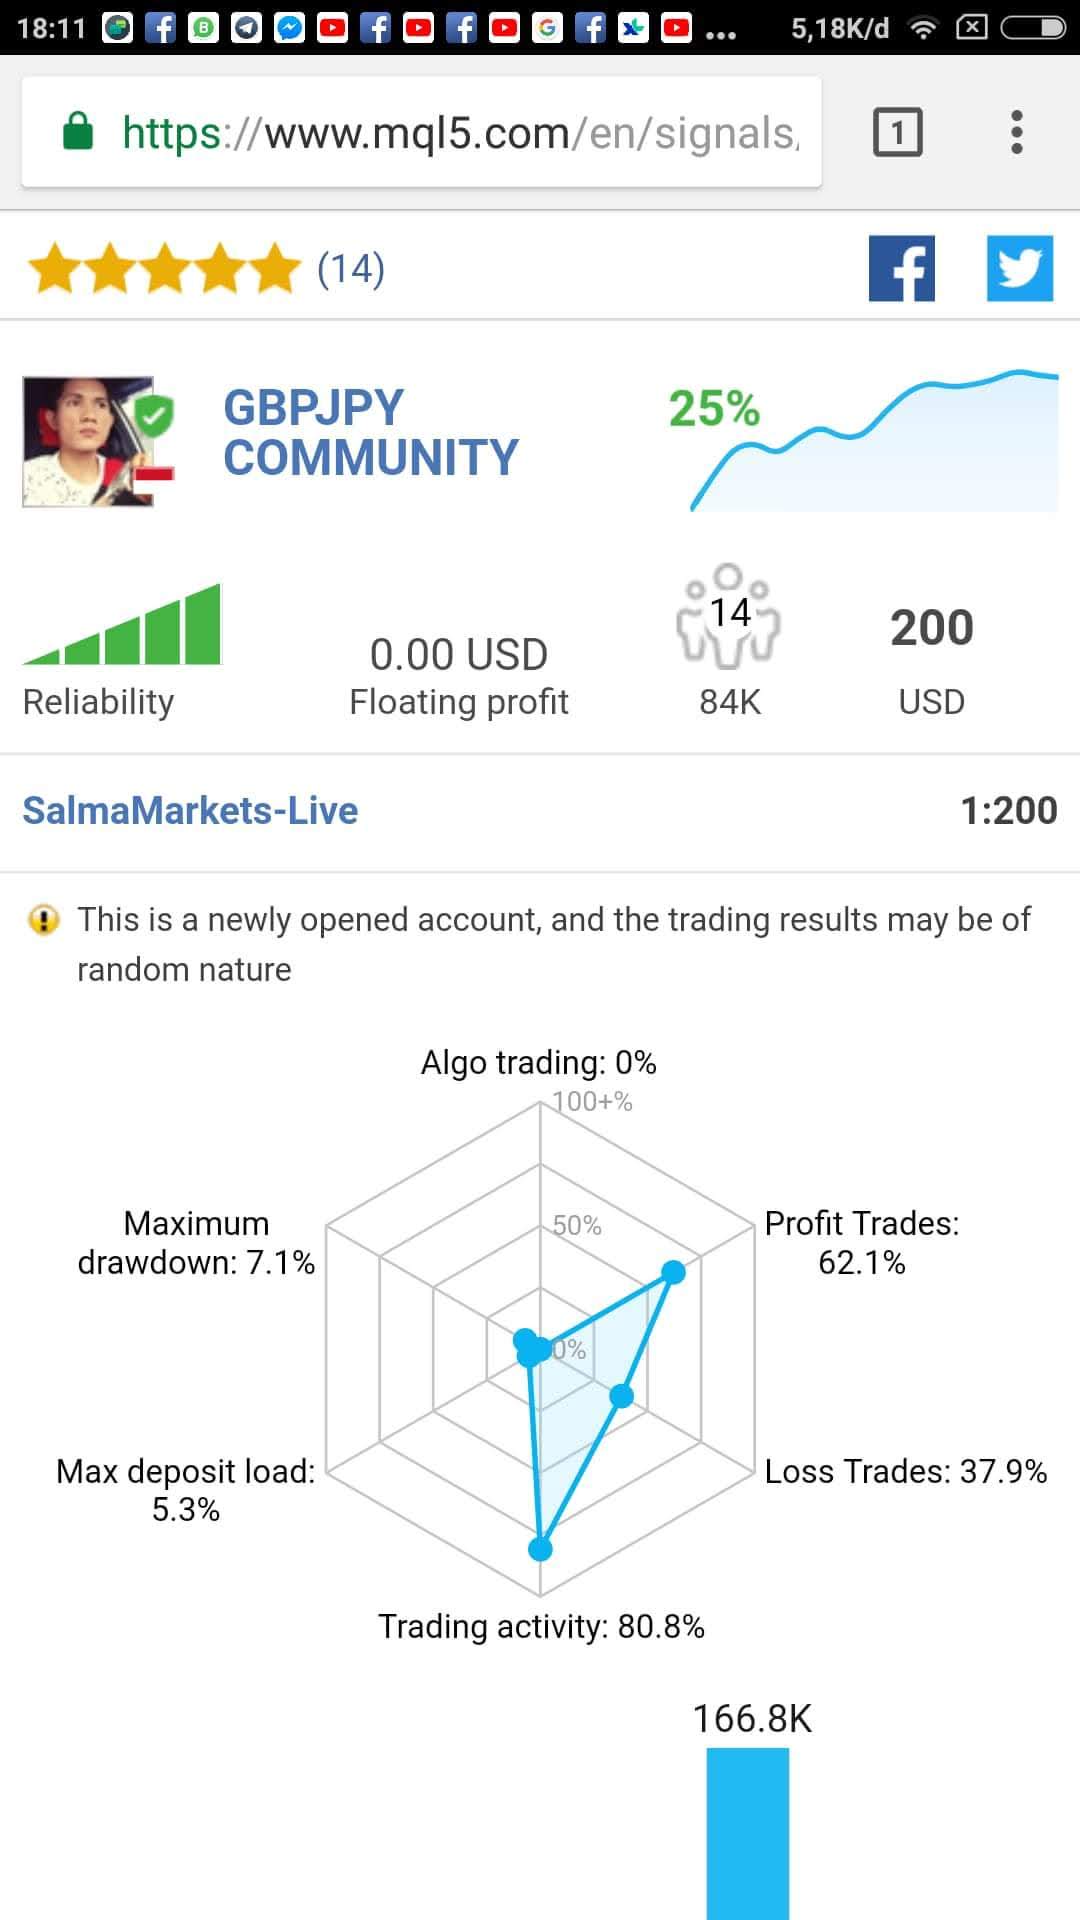 18:11
5,18K/d
https://www.mql5.com/en/signals/
1
(14)
GBPJPY
COMMUNITY
25%
0.00 USD
14
200
Reliability
Floating profit
84K
USD
SalmaMarkets-Live
1:200
This is a newly opened account, and the trading results may be of
random nature
Algo trading: 0%
100+%
Maximum
drawdown: 7.1%
50%
Profit Trades:
62.1%
0%
Max deposit load:
5.3%
Loss Trades: 37.9%
Trading activity: 80.8%
166.8K